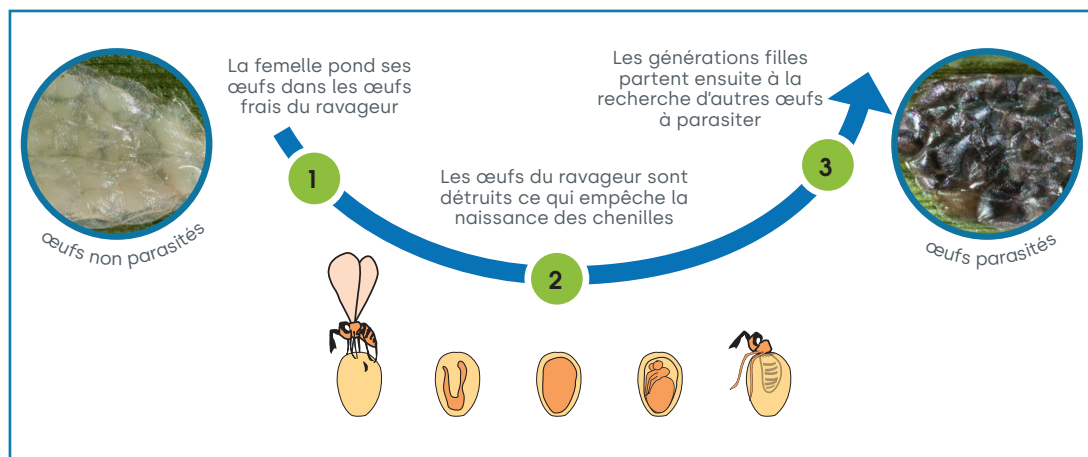 La femelle pond ses
œufs dans les œufs
frais du ravageur
1
œufs non parasités
Les œufs du ravageur sont
détruits ce qui empêche la
naissance des chenilles
2
Les générations filles
partent ensuite à la
recherche d'autres œufs
à parasiter
3
œufs parasités